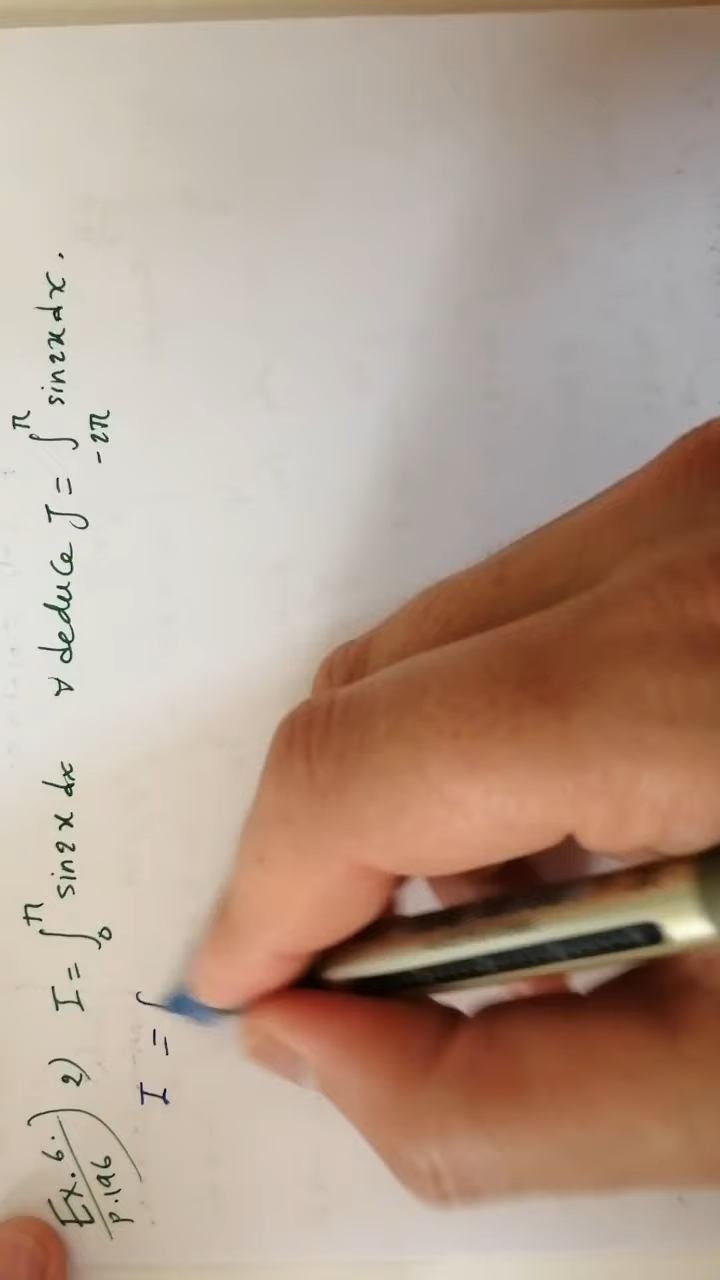 Ex.6.) 2) I = ∫₀^π sin2x dx ∀ deduce J = ∫₋₂π^π sin2x dx.
p.196
I = ∫